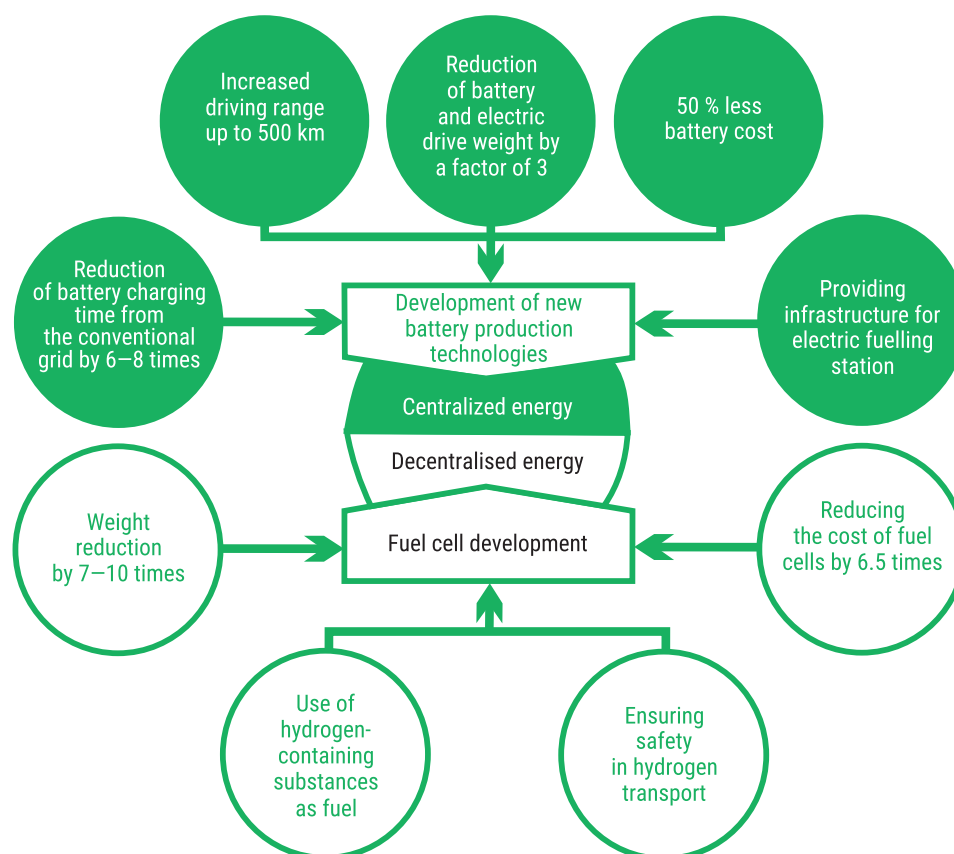 Increased
driving range
up to 500 km
Reduction
of battery
and electric
drive weight by
a factor of 3
50 % less
battery cost
Reduction
of battery charging
time from
the conventional
grid by 6—8 times
Development of new
battery production
technologies
Providing
infrastructure for
electric fuelling
station
Centralized energy
Decentralised energy
Weight
reduction
by 7—10 times
Fuel cell development
Reducing
the cost of fuel
cells by 6.5 times
Use of
hydrogen-
containing
substances
as fuel
Ensuring
safety
in hydrogen
transport